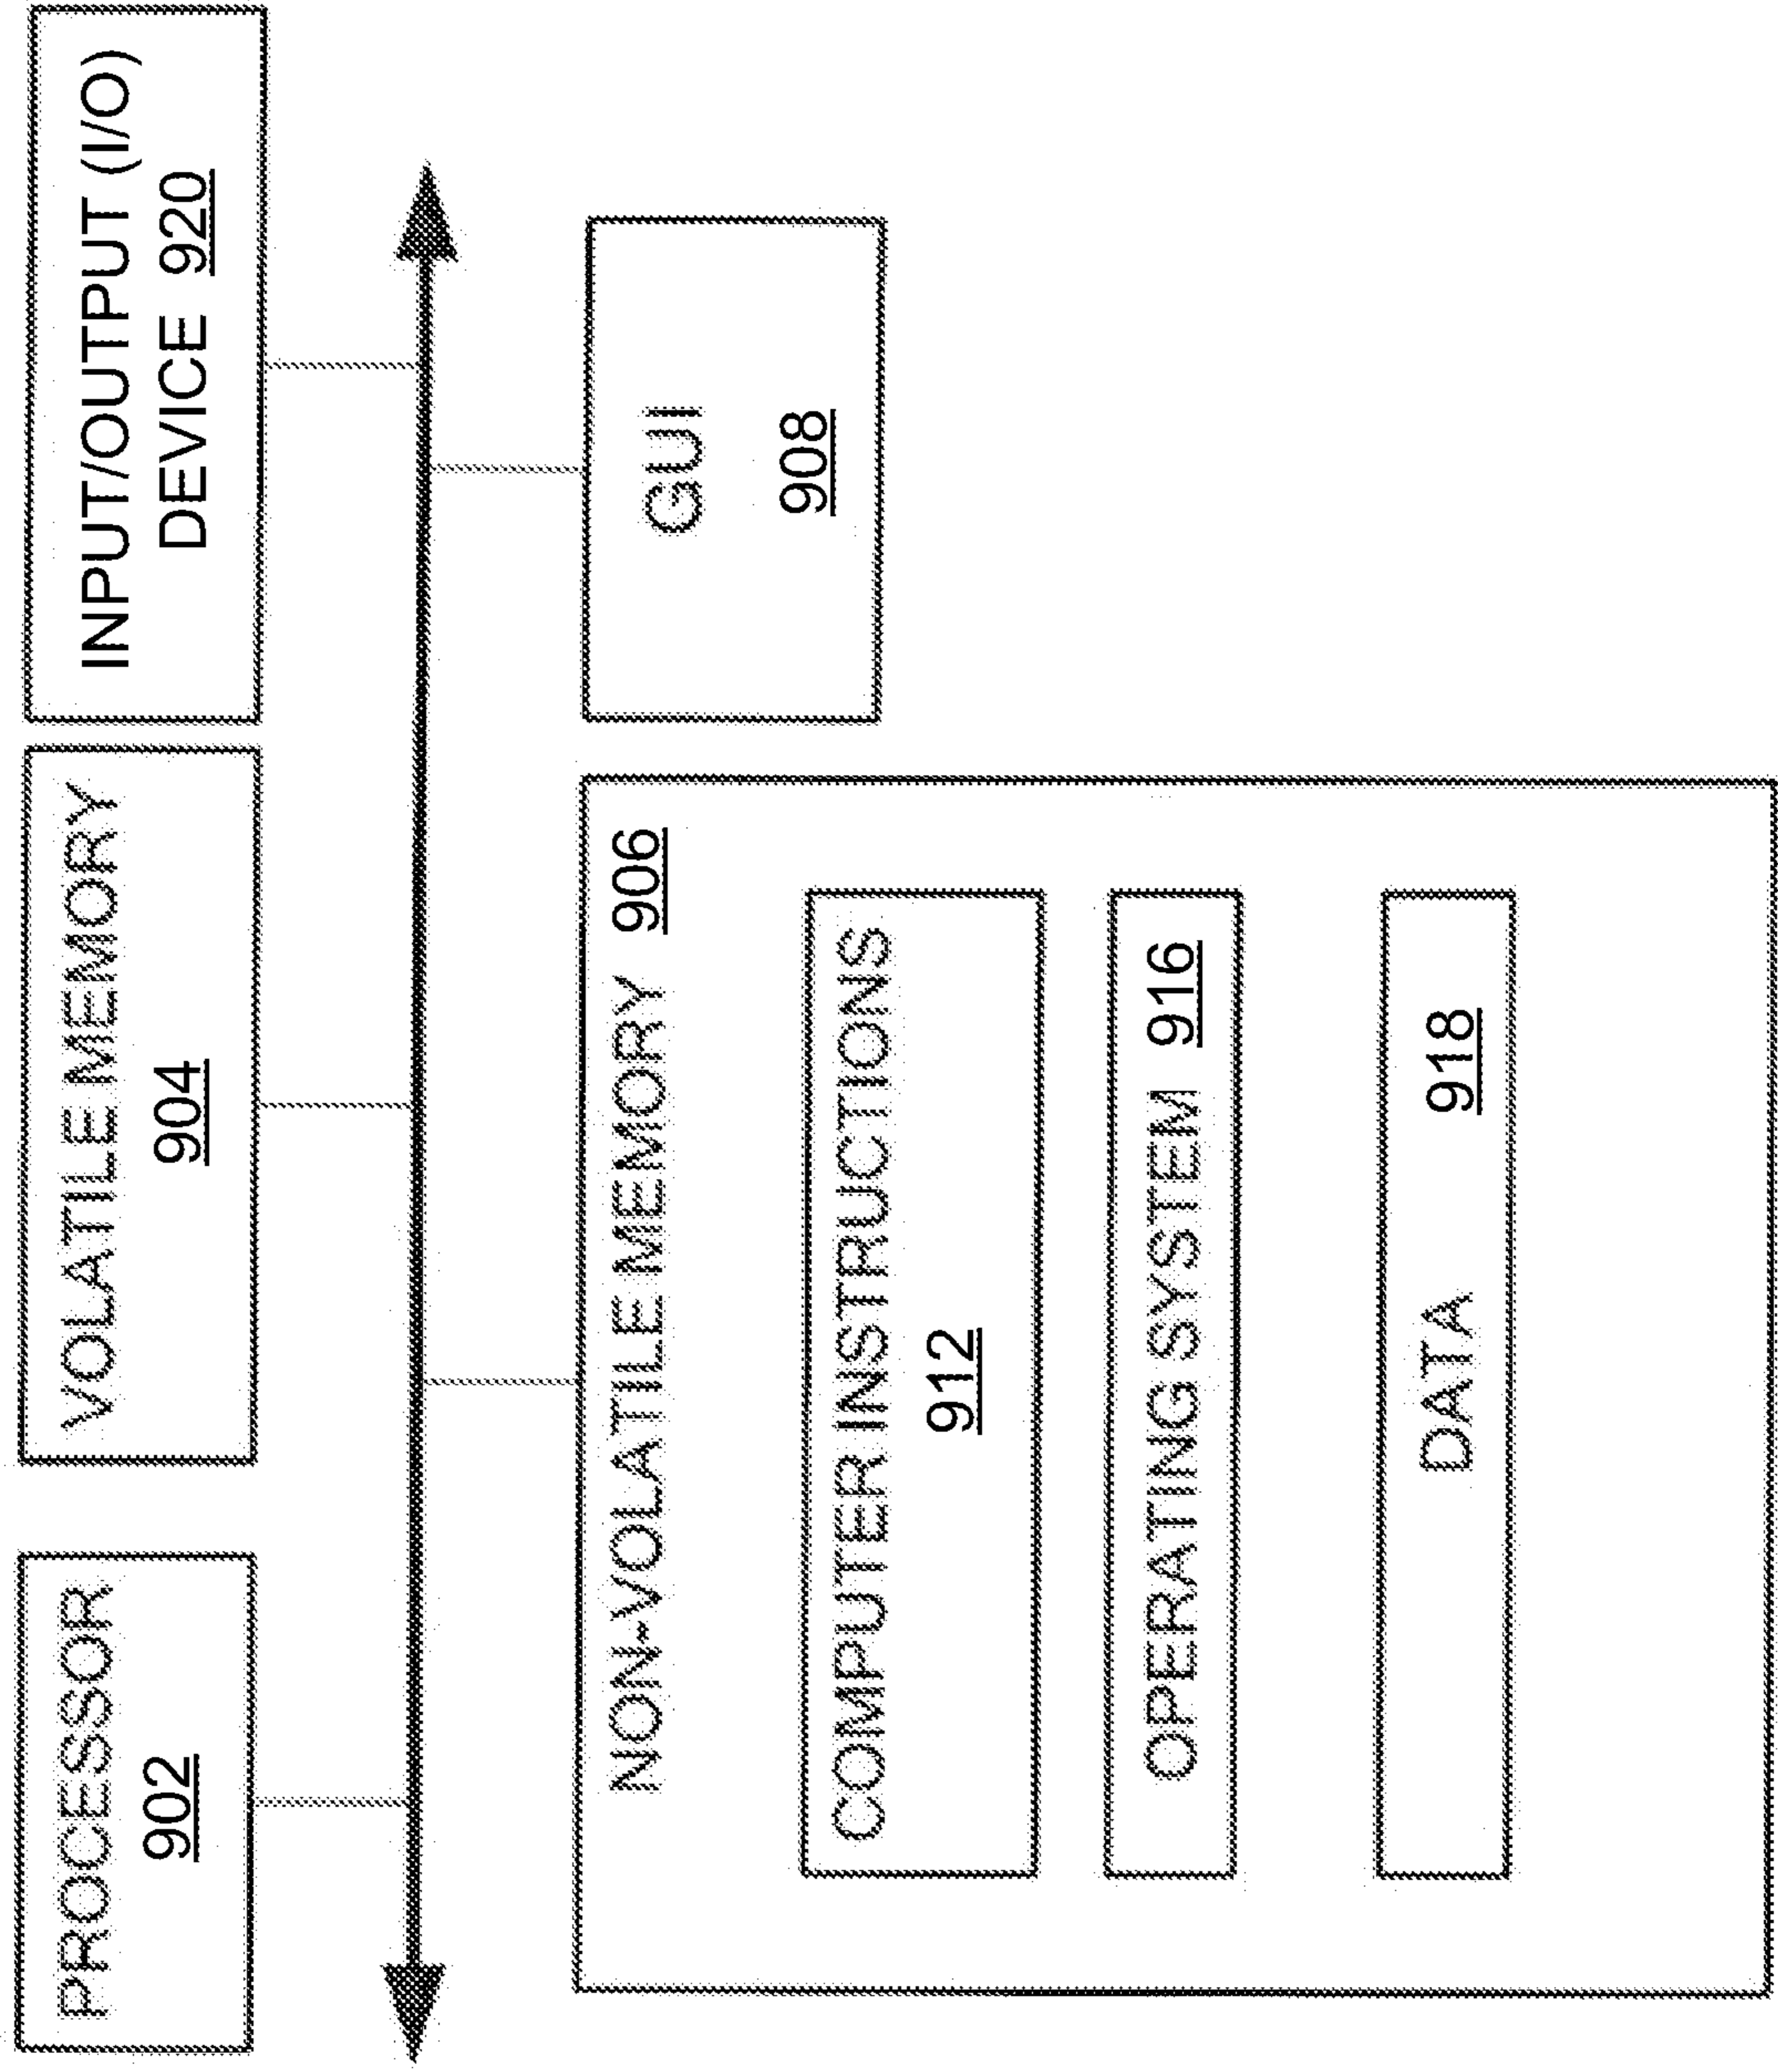 PROCESSOR
902
VOLATILE MEMORY
904
INPUT/OUTPUT (I/O)
DEVICE 920
NON-VOLATILE MEMORY 906
COMPUTER INSTRUCTIONS
912
OPERATING SYSTEM 916
DATA 918
GUI
908